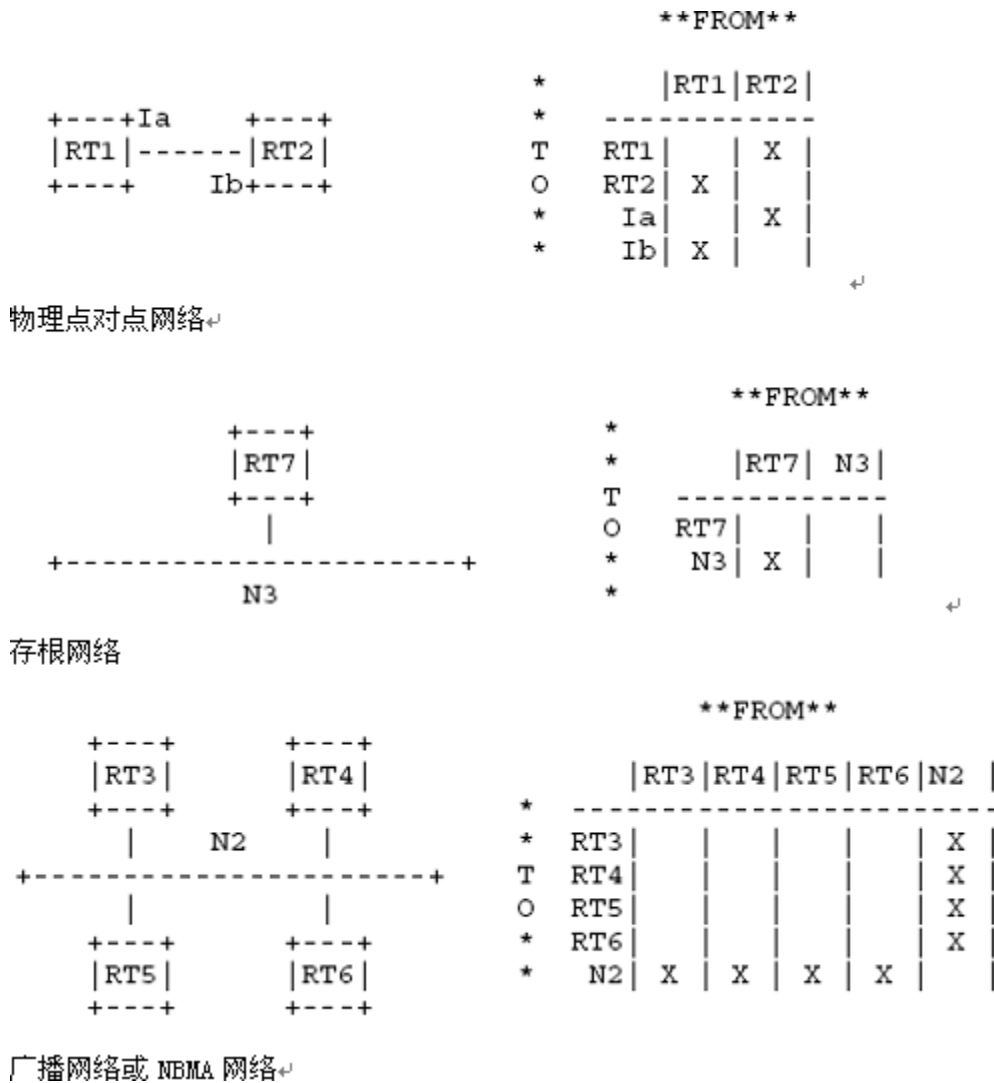 **FROM**
* |RT1|RT2|
+---+Ia +---+ * ------------
|RT1|------|RT2| T RT1| | X |
+---+ Ib+---+ O RT2| X | |
* Ia| | X |
* Ib| X | |
物理点对点网络
**FROM**
+---+ *
|RT7| * |RT7| N3|
+---+ T ------------
| O RT7| | |
+----------------------+ * N3| X | |
N3 *
存根网络
**FROM**
+---+ +---+
|RT3| |RT4| |RT3|RT4|RT5|RT6|N2 |
+---+ +---+ * ------------------------
| N2 | * RT3| | | | | X |
+----------------------+ T RT4| | | | | X |
| | O RT5| | | | | X |
+---+ +---+ * RT6| | | | | X |
|RT5| |RT6| * N2| X | X | X | X | |
+---+ +---+
广播网络或 NBMA 网络